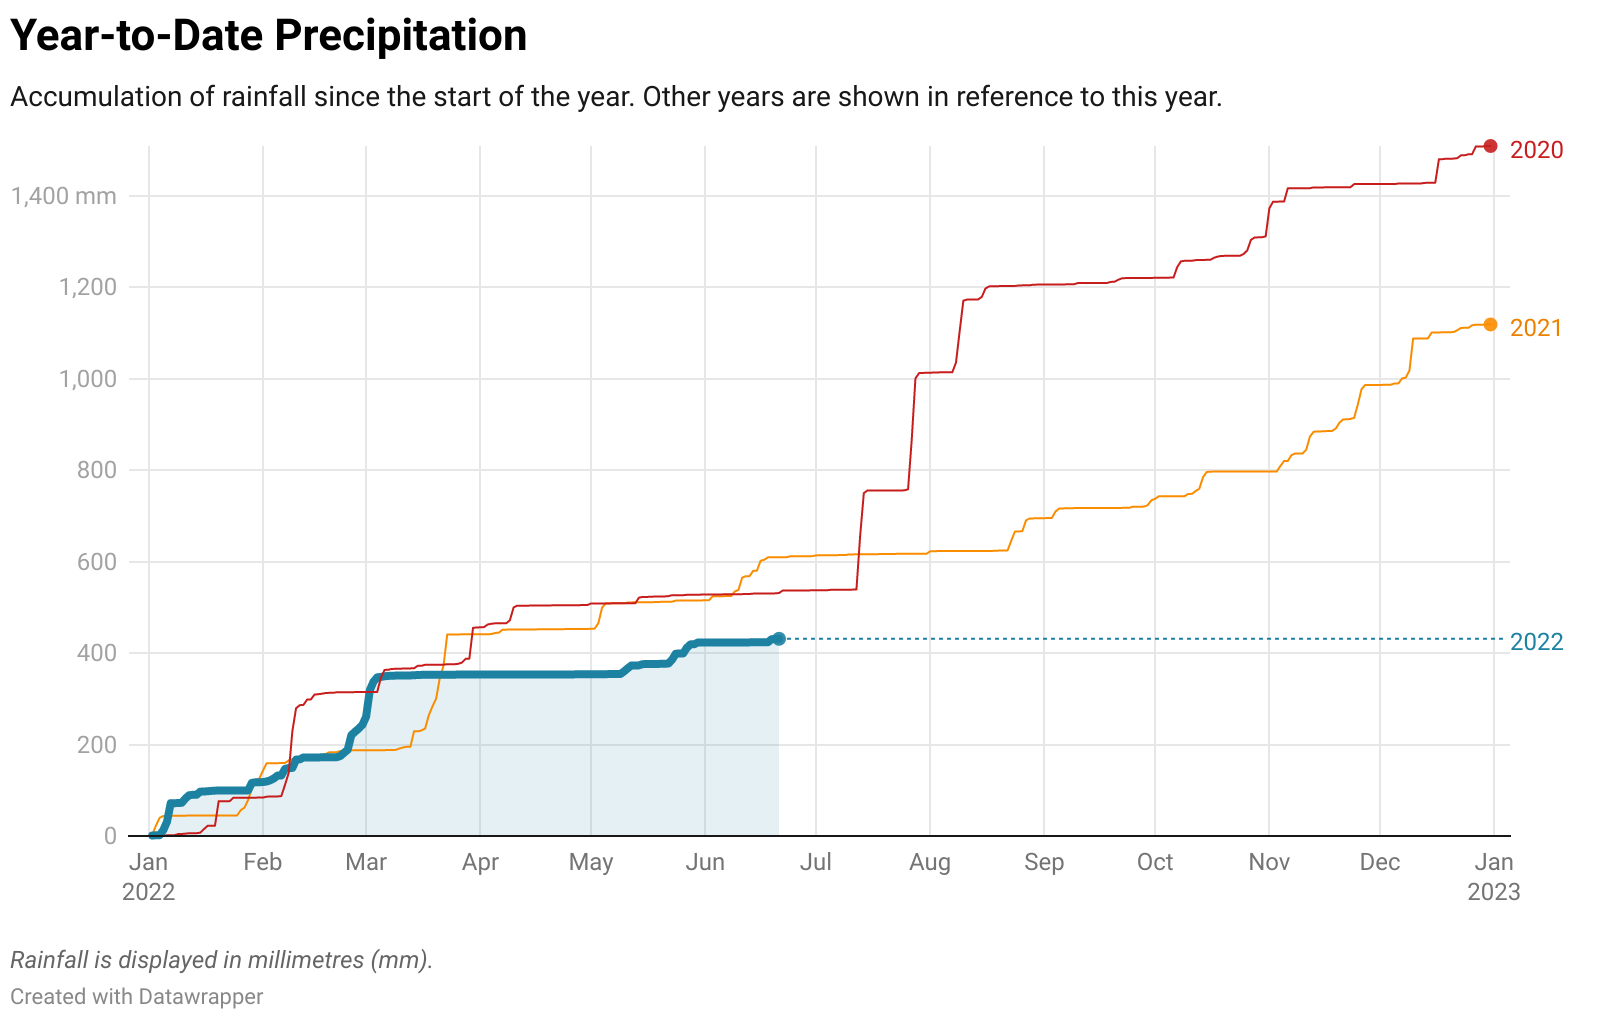 Year-to-Date Precipitation
Accumulation of rainfall since the start of the year. Other years are shown in reference to this year.
2020
1,400 mm
1,200
2021
1,000
800
600
400
2022
200
0
Jan Feb Mar Apr May Jun Jul Aug Sep Oct Nov Dec Jan
2022 2023
Rainfall is displayed in millimetres (mm).
Created with Datawrapper